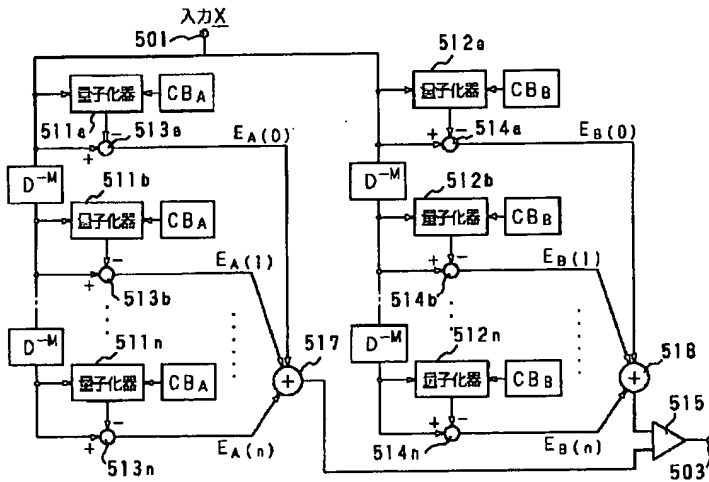 入力X
501
512a
量子化器
CBA
量子化器
CBB
511a
513a
EA(0)
514a
EB(0)
D-M
511b
D-M
512b
量子化器
CBA
量子化器
CBB
EA(1)
EB(1)
513b
514b
D-M
511n
517
D-M
512n
518
量子化器
CBA
量子化器
CBB
515
513n
EA(n)
514n
EB(n)
503